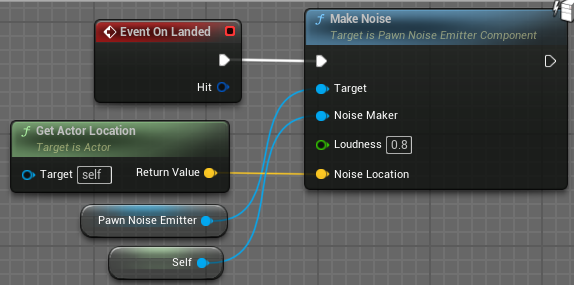 Event On Landed
Hit
f Get Actor Location
Target is Actor
Target self
Return Value
Pawn Noise Emitter
Self
f Make Noise
Target is Pawn Noise Emitter Component
Target
Noise Maker
Loudness 0.8
Noise Location